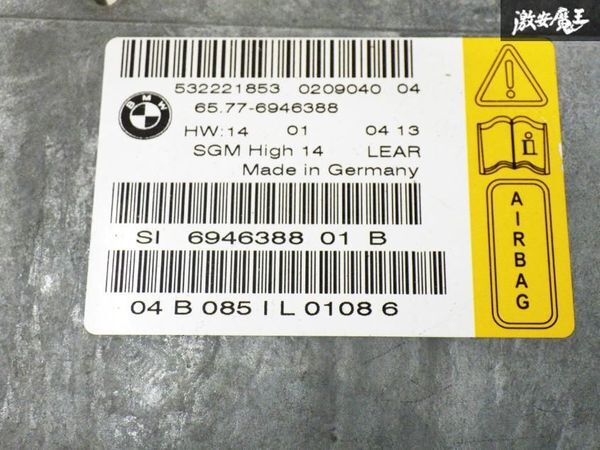 激安魔王
532221853 0209040 04
BMW
65.77-6946388
HW:14 01 04 13
SGM High 14 LEAR
Made in Germany
SI 6946388 01 B
04 B 085 I L 0108 6
i
AIRBAG